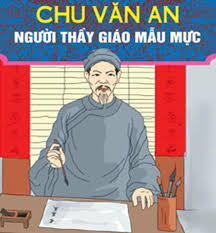 CHU VĂN AN
NGƯỜI THẦY GIÁO MẪU MỰC